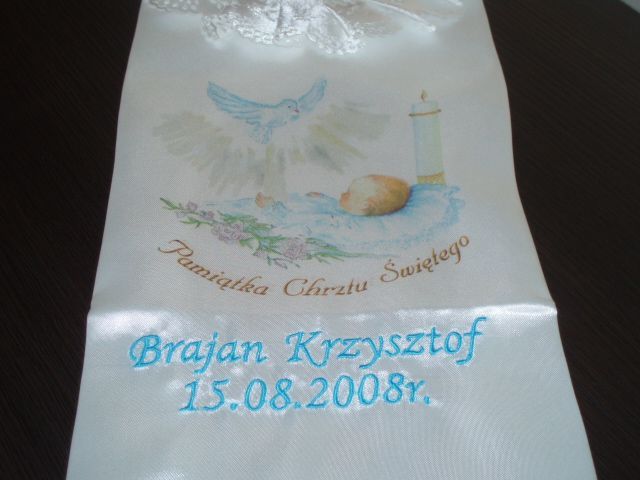 Pamiątka Chrztu Świętego
Brajan Krzysztof
15.08.2008r.